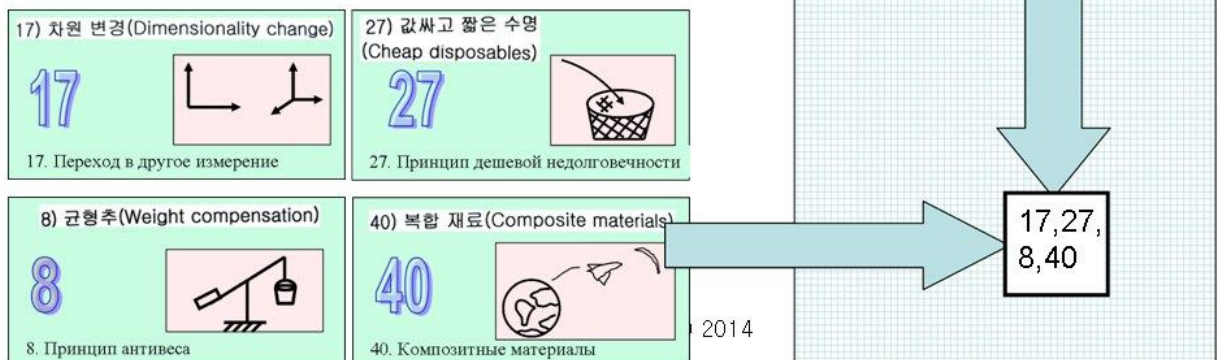 17) 차원 변경(Dimensionality change)
17
17. Переход в другое измерение
27) 값싸고 짧은 수명
(Cheap disposables)
27
27. Принцип дешевой недолговечности
8) 균형추(Weight compensation)
8
8. Принцип антивеса
40) 복합 재료(Composite materials)
40
40. Композитные материалы
2014
17,27,
8,40